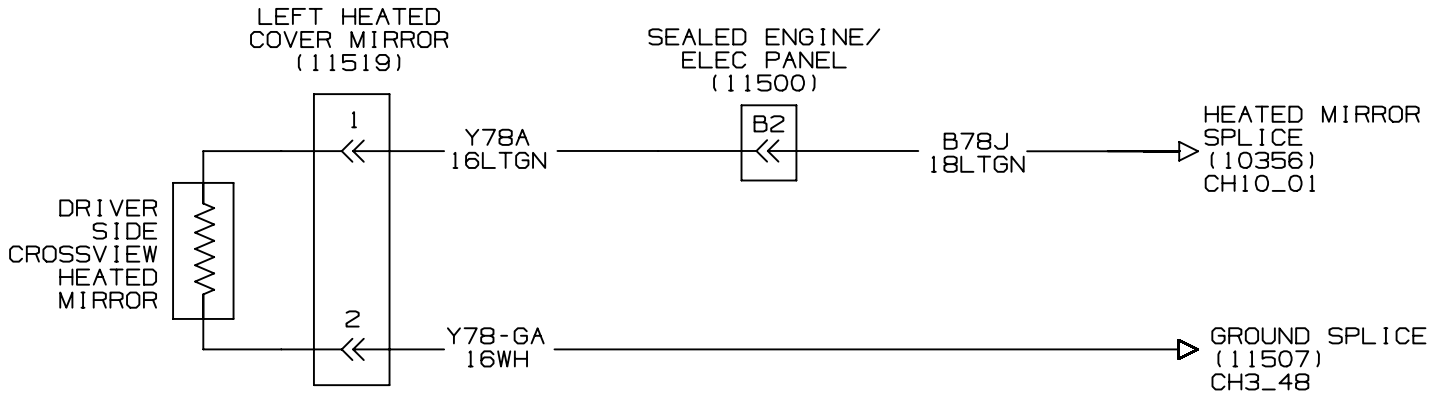 LEFT HEATED
COVER MIRROR
(11519)
SEALED ENGINE/
ELEC PANEL
(11500)
1
Y78A
16LTGN
B2
B78J
18LTGN
HEATED MIRROR
SPLICE
(10356)
CH10_01
DRIVER
SIDE
CROSSVIEW
HEATED
MIRROR
2
Y78-GA
16WH
GROUND SPLICE
(11507)
CH3_48